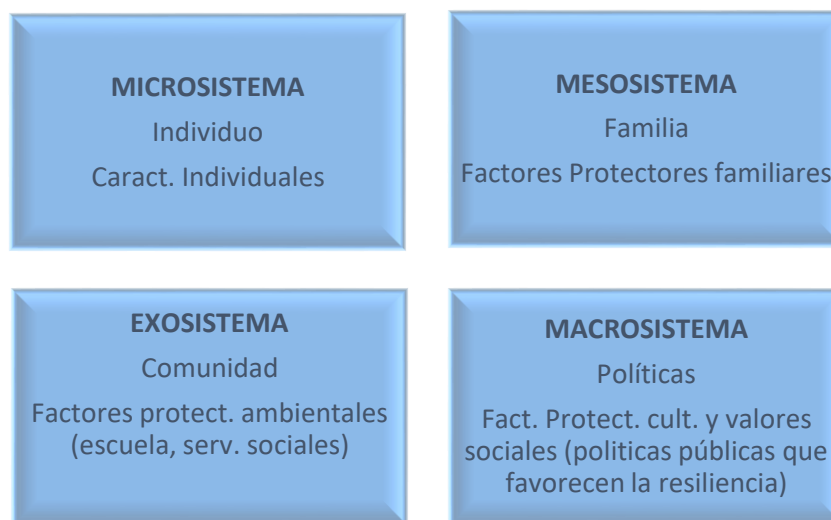 MICROSISTEMA
Individuo
Caract. Individuales
MESOSISTEMA
Familia
Factores Protectores familiares
EXOSISTEMA
Comunidad
Factores protect. ambientales
(escuela, serv. sociales)
MACROSISTEMA
Políticas
Fact. Protect. cult. y valores
sociales (politicas públicas que
favorecen la resiliencia)